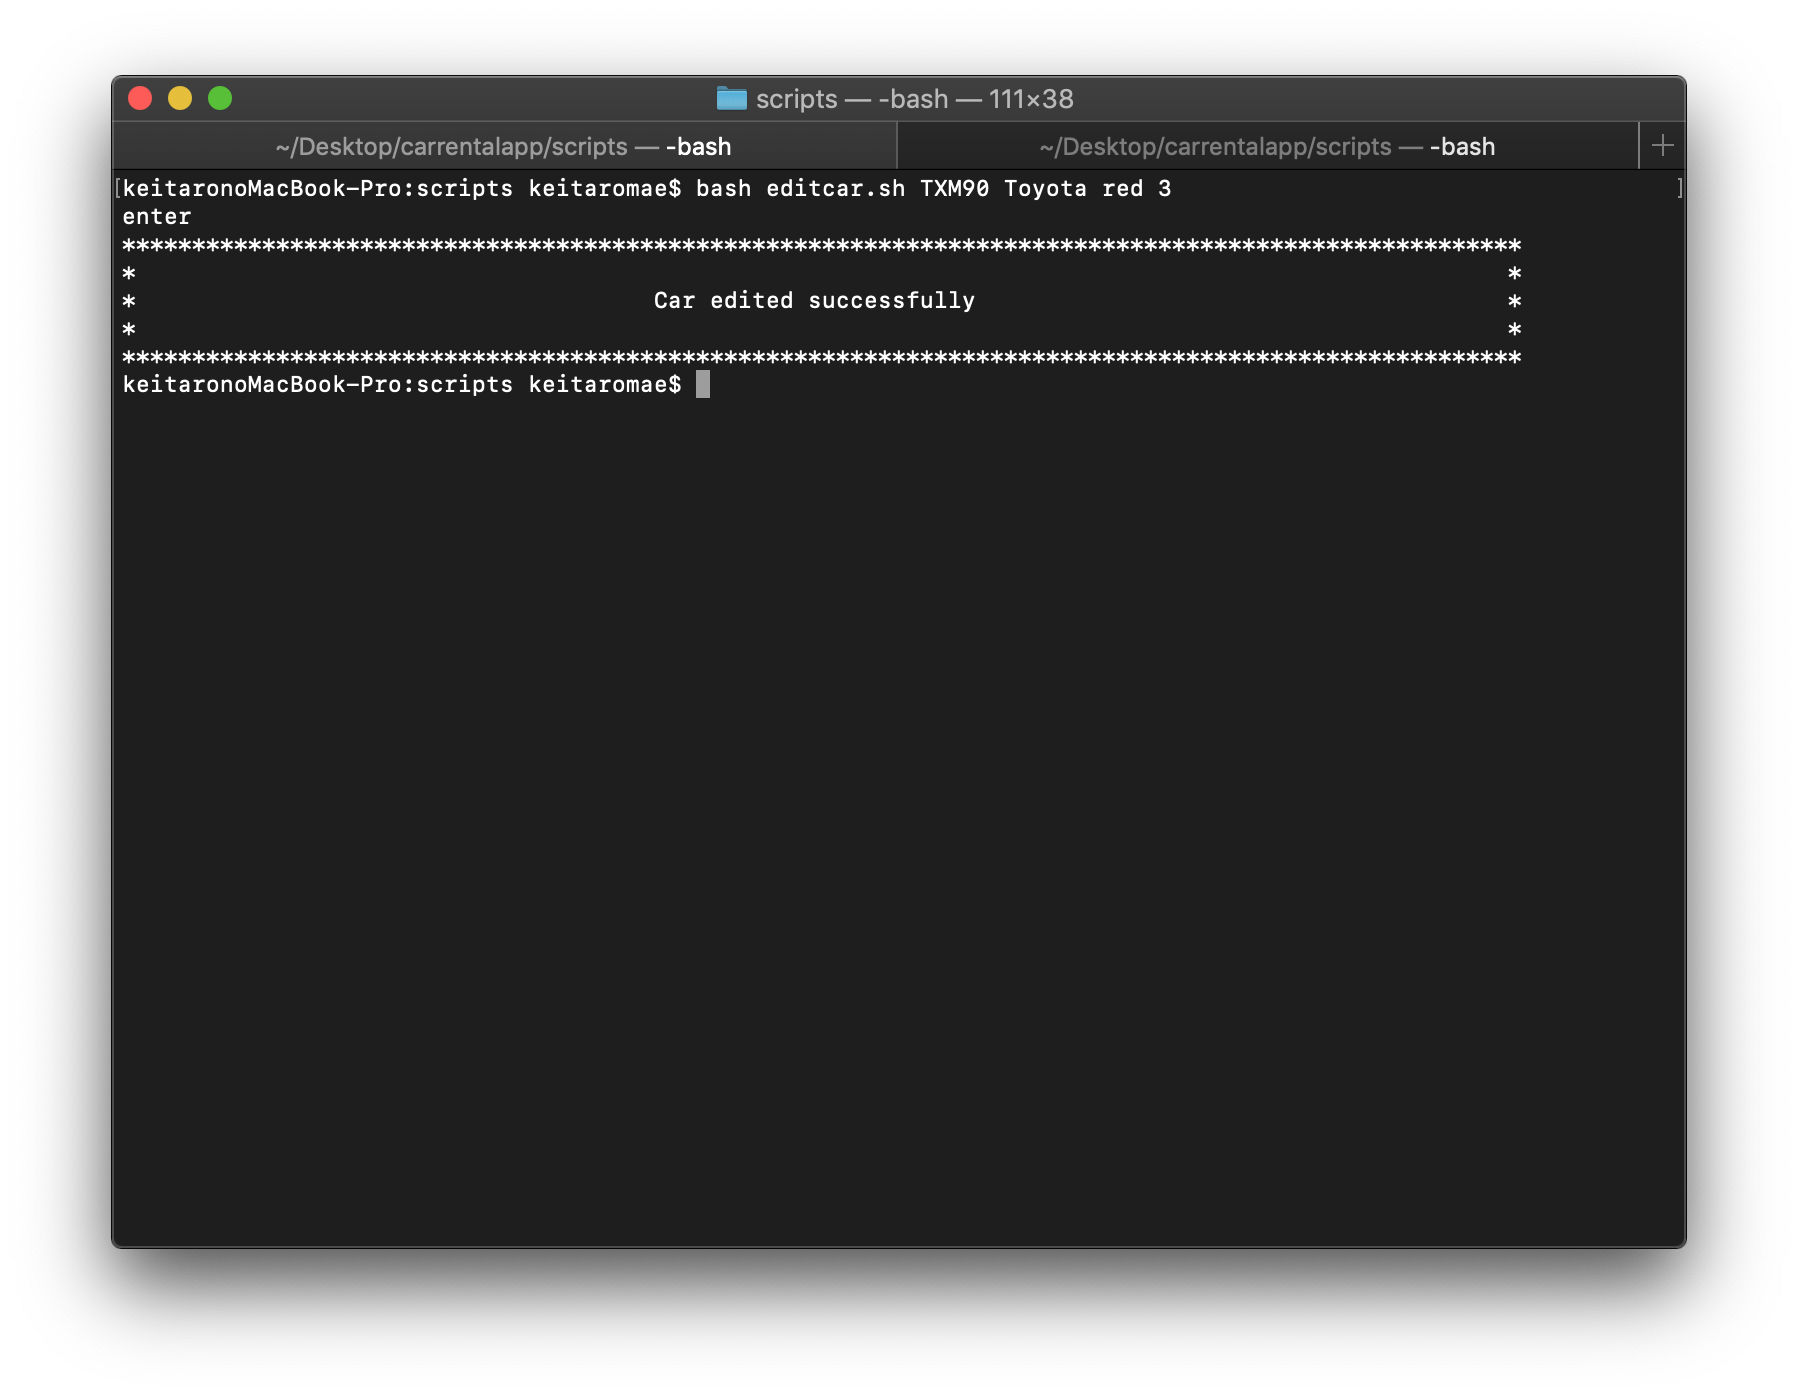 scripts — -bash — 111×38
~/Desktop/carrentalapp/scripts — -bash ~/Desktop/carrentalapp/scripts — -bash +
[keitaronoMacBook-Pro:scripts keitaromae$ bash editcar.sh TXM90 Toyota red 3 ]
enter
****************************************************************************************************
*                                                                                                  *
*                                     Car edited successfully                                      *
*                                                                                                  *
****************************************************************************************************
keitaronoMacBook-Pro:scripts keitaromae$